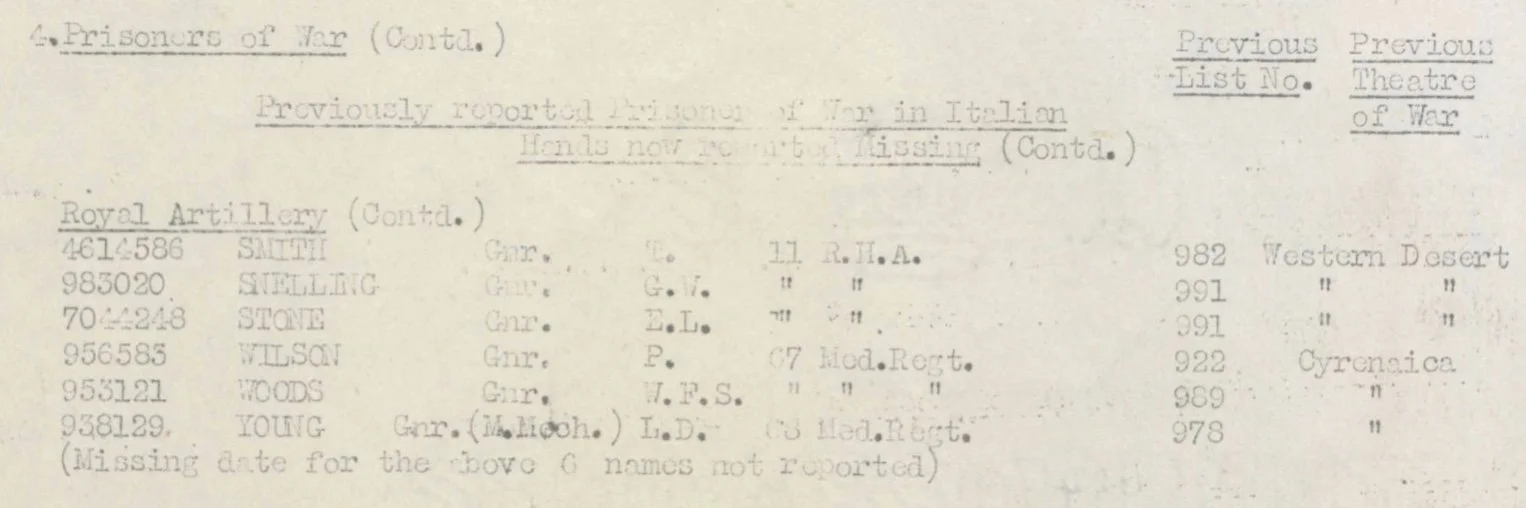 4.Prisoners of War (Contd.)
Previous Previous
List No. Theatre
of War
Previously reported Prisoner of War in Italian
Hands now reported Missing (Contd.)
Royal Artillery (Contd.)
4614586 SMITH Gnr. T. 11 R.H.A. 982 Western Desert
983020 SNELLING Gnr. G.W. " " 991 " "
7044248 STONE Gnr. E.L. " " 991 " "
956583 WILSON Gnr. P. 67 Med.Regt. 922 Cyrenaica
953121 WOODS Gnr. W.F.S. " " " 989 "
938129 YOUNG Gnr.(M.Mech.) L.D. 68 Med.Regt. 978 "
(Missing date for the above 6 names not reported)